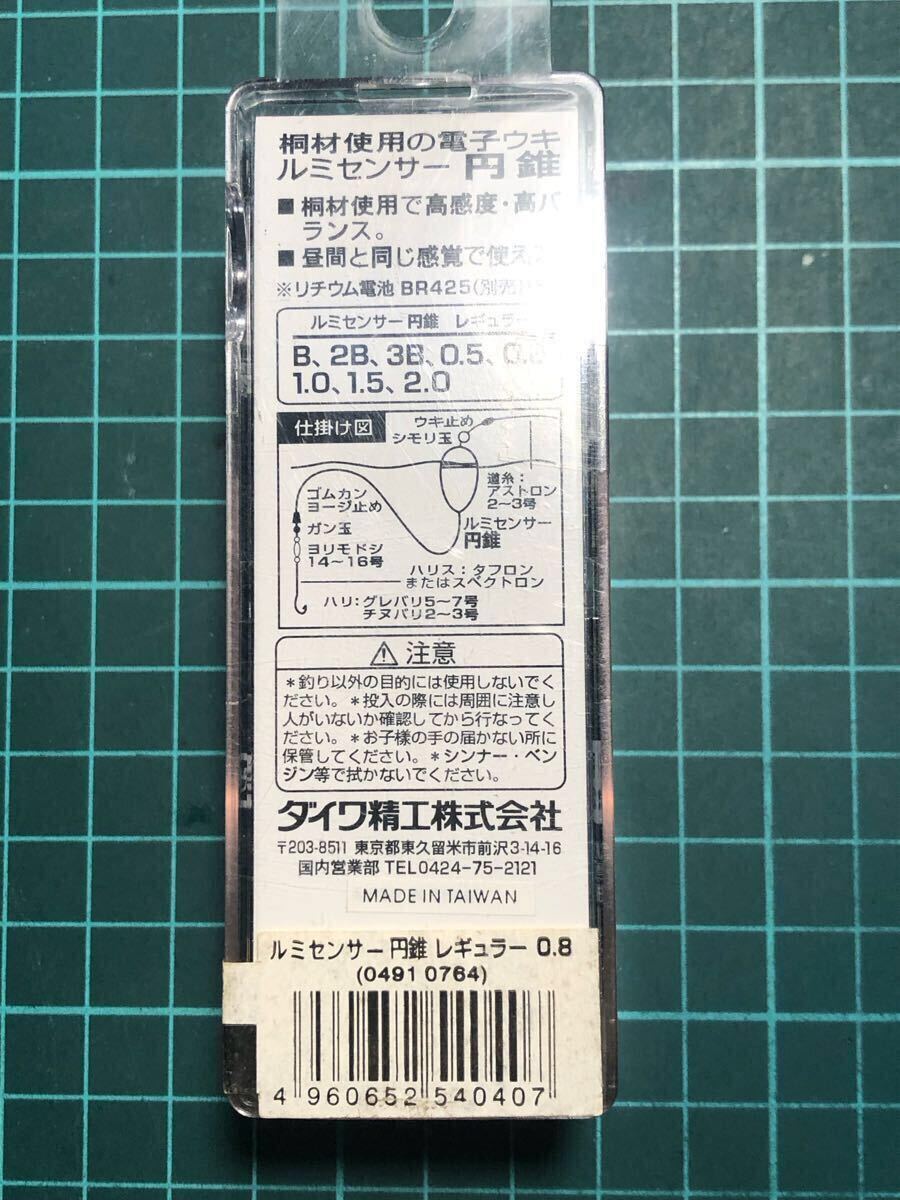 桐材使用の電子ウキ
ルミセンサー 円錐
■ 桐材使用で高感度・高バ
ランス。
■ 昼間と同じ感覚で使え
※リチウム電池 BR425(別売)
ルミセンサー 円錐 レギュラー
B、2B、3B、0.5、0.8
1.0、1.5、2.0
仕掛け図
ウキ止め
シモリ玉
道糸：
アストロン
2〜3号
ゴムカン
ヨージ止め
ガン玉
ヨリモドシ
14〜16号
ルミセンサー
円錐
ハリス：タフロン
またはスペクトロン
ハリ：グレバリ5〜7号
チヌバリ2〜3号
⚠ 注意
＊釣り以外の目的には使用しないでく
ださい。＊投入の際には周囲に注意し
人がいないか確認してから行なってく
ださい。＊お子様の手の届かない所に
保管してください。＊シンナー・ベン
ジン等で拭かないでください。
ダイワ精工株式会社
〒203-8511 東京都東久留米市前沢3-14-16
国内営業部 TEL0424-75-2121
MADE IN TAIWAN
ルミセンサー 円錐 レギュラー 0.8
(0491 0764)
4 960652 540407